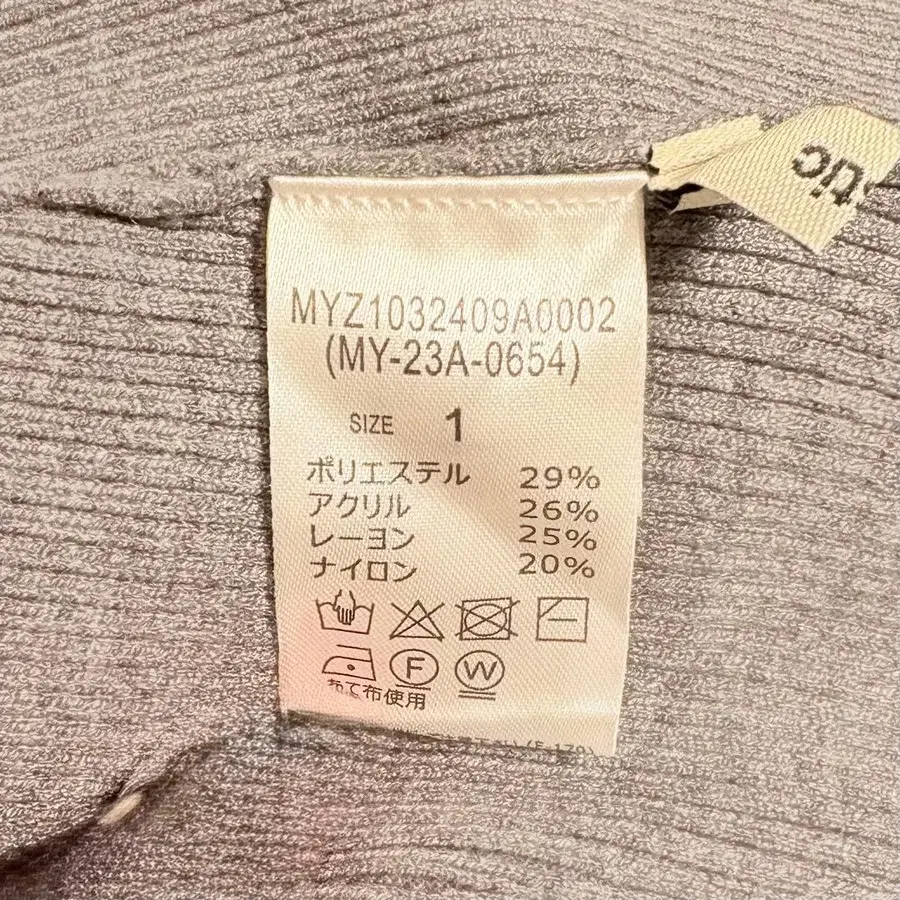 stic
MYZ1032409A0002
(MY-23A-0654)
SIZE 1
ポリエステル 29%
アクリル 26%
レーヨン 25%
ナイロン 20%
F W
あて布使用